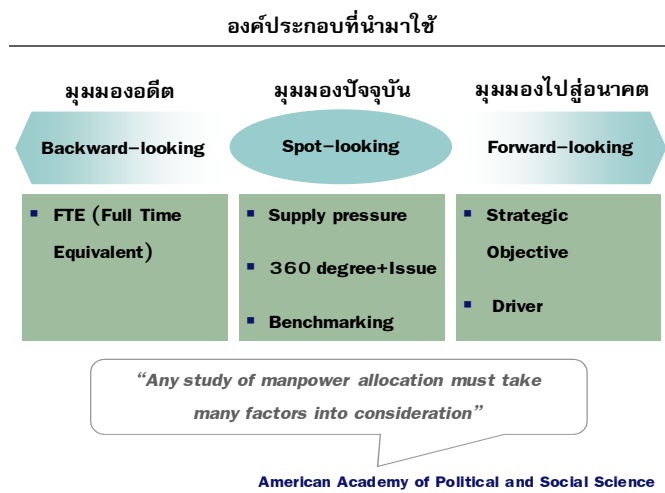 องค์ประกอบที่นำมาใช้
มุมมองอดีต
Backward-looking
▪ FTE (Full Time
Equivalent)
มุมมองปัจจุบัน
Spot-looking
▪ Supply pressure
▪ 360 degree+Issue
▪ Benchmarking
มุมมองไปสู่อนาคต
Forward-looking
▪ Strategic
Objective
▪ Driver
“Any study of manpower allocation must take
many factors into consideration”
American Academy of Political and Social Science